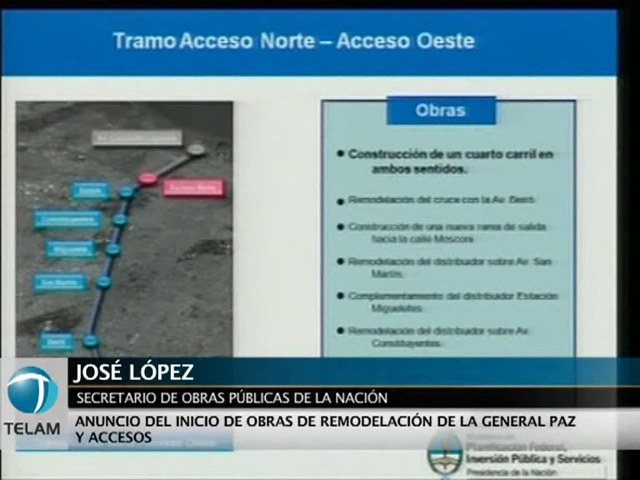 Tramo Acceso Norte – Acceso Oeste
Obras
Construcción de un cuarto carril en
ambos sentidos.
Remodelación del cruce con la Av. Beiró.
Construcción de una nueva rama de salida
hacia la calle Mosconi
Remodelación del distribuidor sobre Av. San
Martín.
Complementamiento del distribuidor Estación
Migueletes.
Remodelación del distribuidor sobre Av.
Constituyentes.
Acceso Norte
Constituyentes
Migueletes
San Martín
Beiró
JOSÉ LÓPEZ
SECRETARIO DE OBRAS PÚBLICAS DE LA NACIÓN
ANUNCIO DEL INICIO DE OBRAS DE REMODELACIÓN DE LA GENERAL PAZ
Y ACCESOS
TELAM
Planificación Federal,
Inversión Pública y Servicios
Presidencia de la Nación